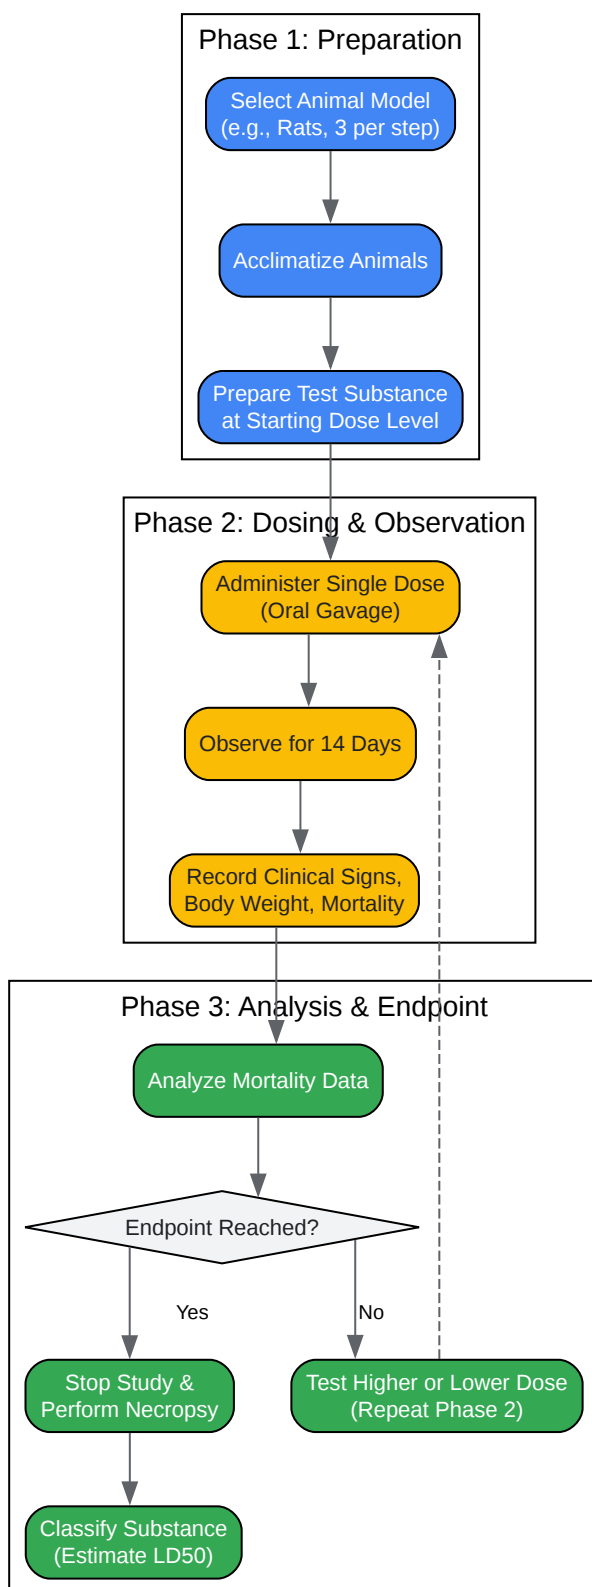 Phase 1: Preparation
Select Animal Model
(e.g., Rats, 3 per step)
Acclimatize Animals
Prepare Test Substance
at Starting Dose Level
Phase 2: Dosing & Observation
Administer Single Dose
(Oral Gavage)
Observe for 14 Days
Record Clinical Signs,
Body Weight, Mortality
Phase 3: Analysis & Endpoint
Analyze Mortality Data
Endpoint Reached?
Yes
No
Stop Study &
Perform Necropsy
Test Higher or Lower Dose
(Repeat Phase 2)
Classify Substance
(Estimate LD50)